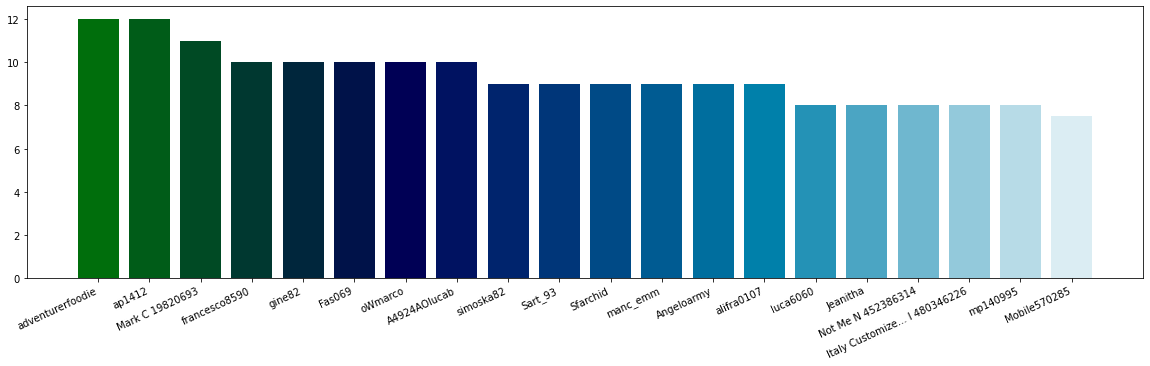 12
10
8
6
4
2
0
adventurerfoodie
ap1412
Mark C 19820693
francesco8590
gine82
Fas069
oWmarco
A4924AOlucab
simoska82
Sart_93
Sfarchid
manc_emm
Angeloarmy
alifra0107
luca6060
Jeanitha
Not Me N 452386314
Italy Customize... I 480346226
mp140995
Mobile570285